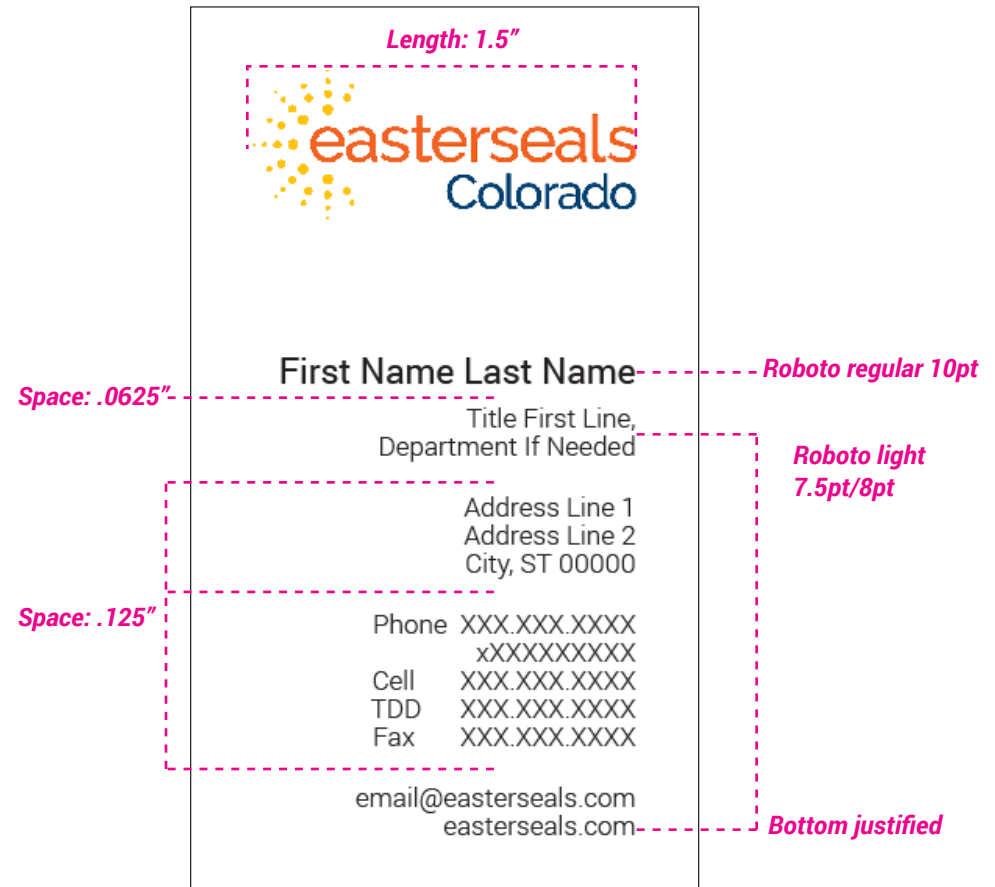 Length: 1.5”
easterseals
Colorado
First Name Last Name
Roboto regular 10pt
Space: .0625”
Title First Line,
Department If Needed
Roboto light
7.5pt/8pt
Address Line 1
Address Line 2
City, ST 00000
Space: .125”
Phone XXX.XXX.XXXX
xXXXXXXXXX
Cell XXX.XXX.XXXX
TDD XXX.XXX.XXXX
Fax XXX.XXX.XXXX
email@easterseals.com
easterseals.com
Bottom justified